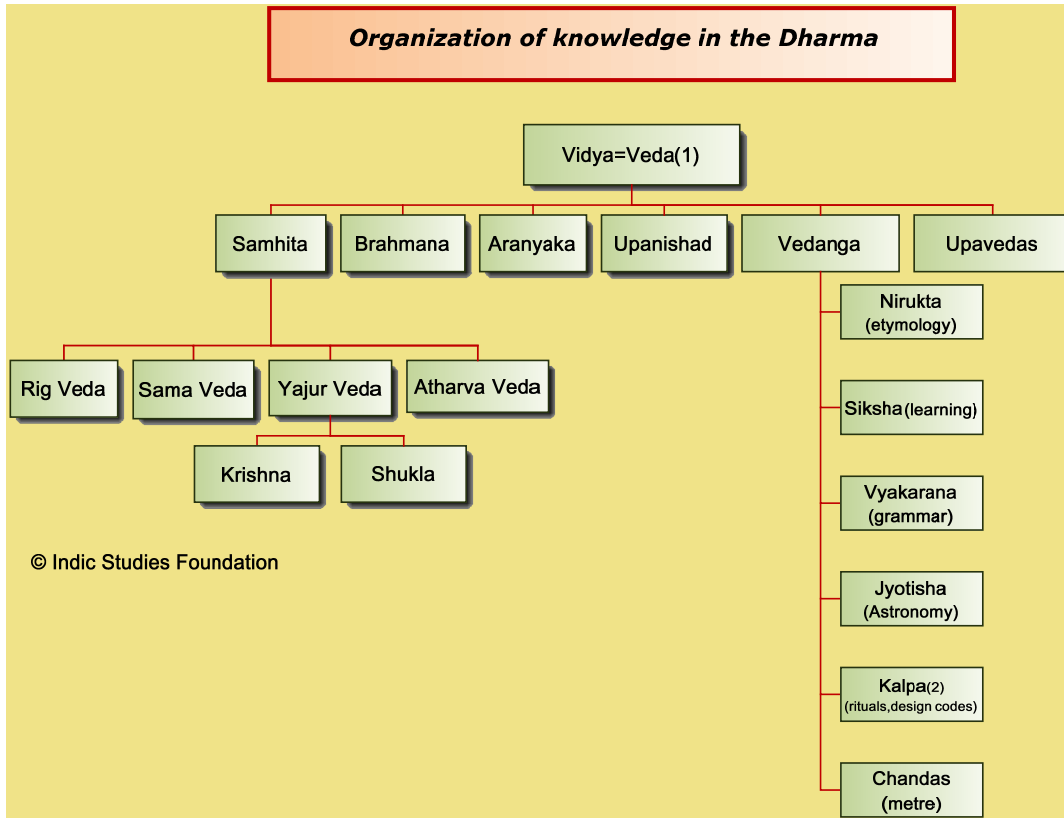 Organization of knowledge in the Dharma
Vidya=Veda(1)
Samhita
Brahmana
Aranyaka
Upanishad
Vedanga
Upavedas
Rig Veda
Sama Veda
Yajur Veda
Atharva Veda
Krishna
Shukla
Nirukta
(etymology)
Siksha(learning)
Vyakarana
(grammar)
Jyotisha
(Astronomy)
Kalpa(2)
(rituals,design codes)
Chandas
(metre)
© Indic Studies Foundation